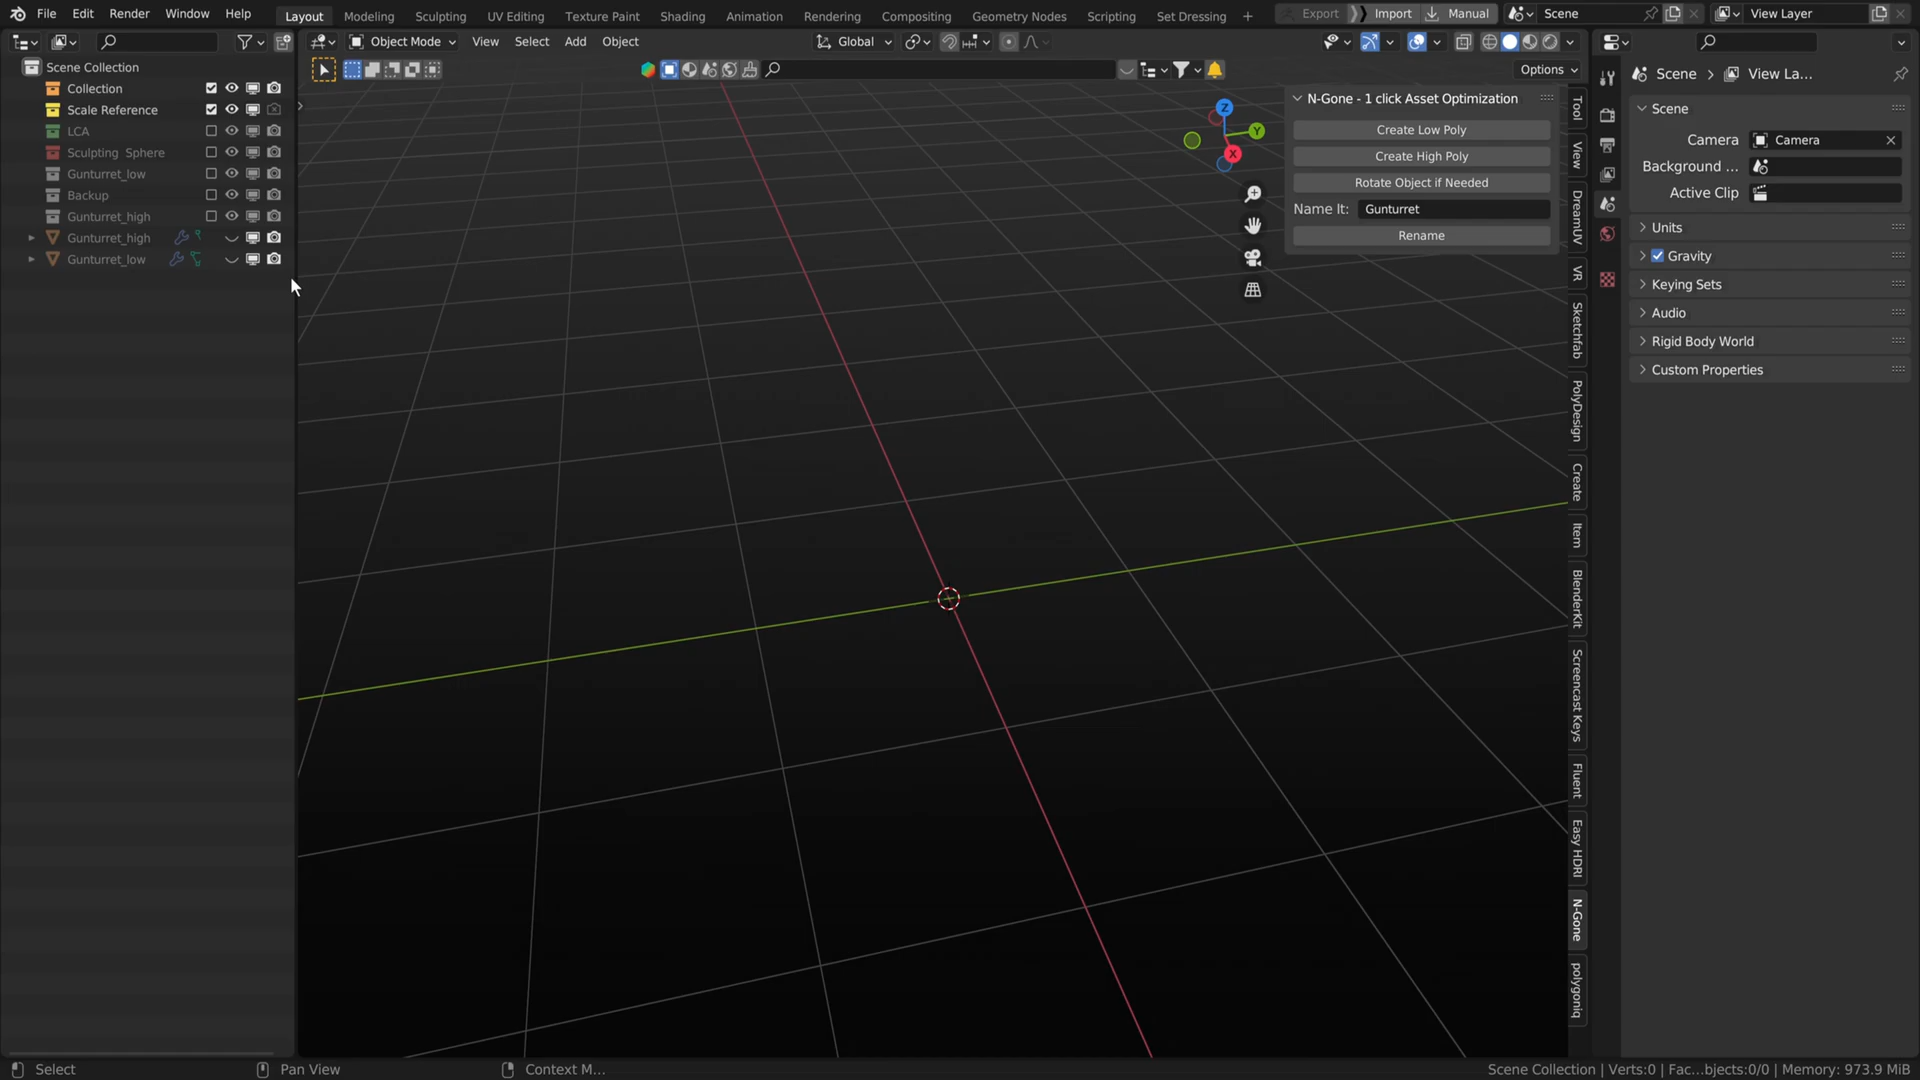 File Edit Render Window Help
Layout Modeling Sculpting UV Editing Texture Paint Shading Animation Rendering Compositing Geometry Nodes Scripting Set Dressing +
Export Import Manual
Scene
View Layer
Object Mode View Select Add Object
Global
Options
Scene Collection
Collection
Scale Reference
LCA
Sculpting Sphere
Gunturret_low
Backup
Gunturret_high
Gunturret_high
Gunturret_low
Z
Y
X
N-Gone - 1 click Asset Optimization
Create Low Poly
Create High Poly
Rotate Object if Needed
Name It: Gunturret
Rename
Tool
View
DreamUV
VR
Sketchfab
PolyDesign
Create
Item
BlenderKit
Screencast Keys
Fluent
Easy HDRI
N-Gone
polygoniq
Scene View La...
Scene
Camera Camera
Background ...
Active Clip
Units
Gravity
Keying Sets
Audio
Rigid Body World
Custom Properties
Select Pan View Context M...
Scene Collection | Verts:0 | Fac...bjects:0/0 | Memory: 973.9 MiB